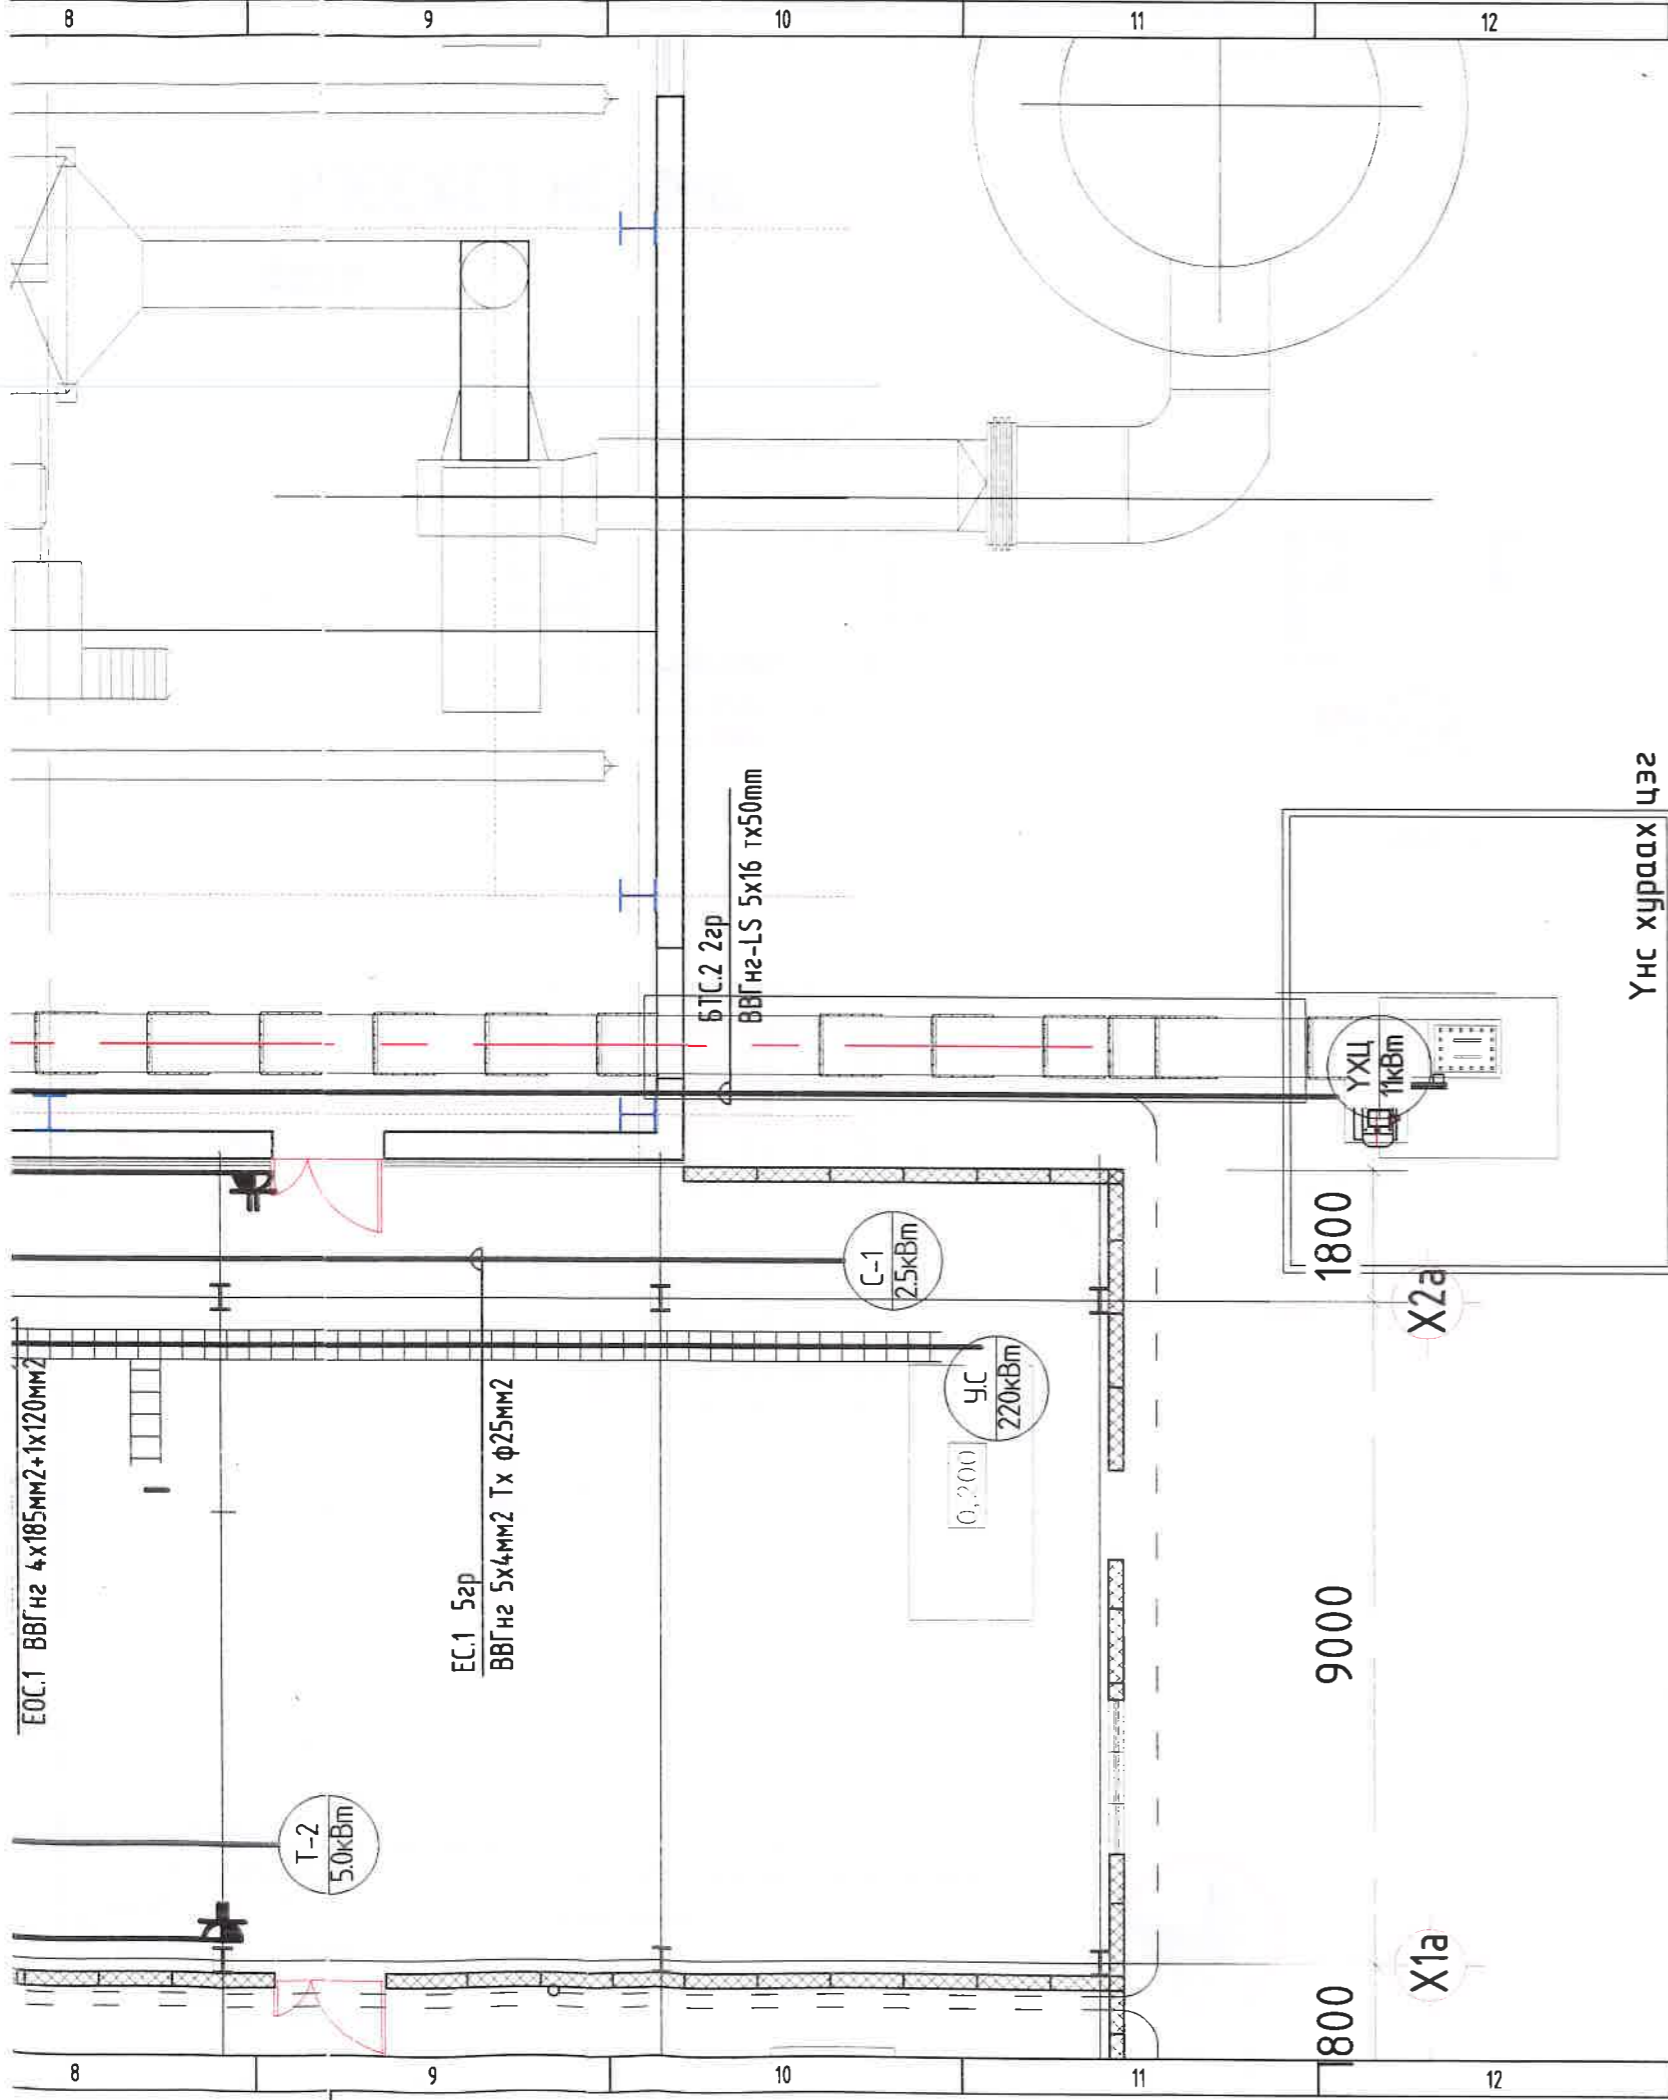 8
9
10
11
12
БТС.2 2гр
ВВГнг-LS 5х16 тх50mm
Үнс хураах цэг
ҮХЦ
11кВт
1800
С-1
2.5кВт
Х2а
ЕОС.1 ВВГнг 4х185мм2+1х120мм2
У.С
220кВт
0,200
ЕС.1 5гр
ВВГнг 5х4мм2 Тх ф25мм2
9000
Т-2
5.0кВт
Х1а
1800
8
9
10
11
12